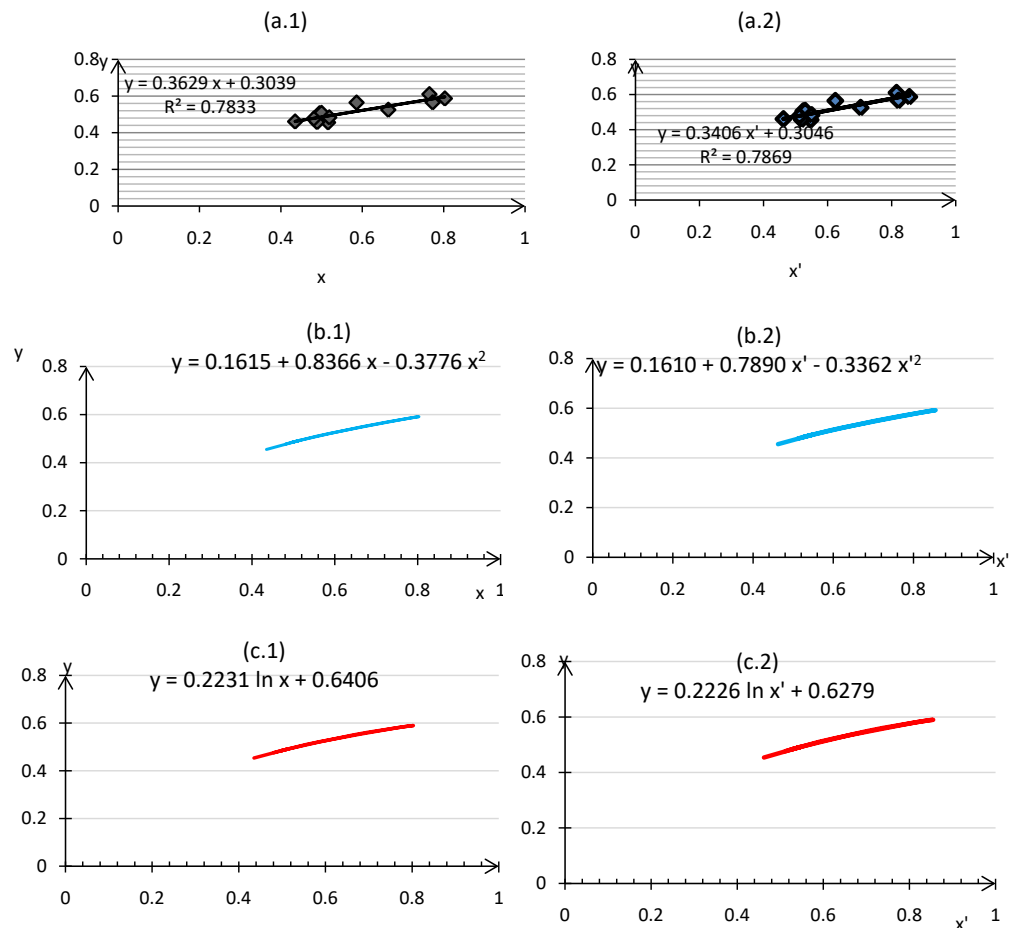 (a.1)
y
y = 0.3629 x + 0.3039
R² = 0.7833
0.8
0.6
0.4
0.2
0
0 0.2 0.4 0.6 0.8 1
x
(a.2)
y
y = 0.3406 x' + 0.3046
R² = 0.7869
0.8
0.6
0.4
0.2
0
0 0.2 0.4 0.6 0.8 1
x'
(b.1)
y
y = 0.1615 + 0.8366 x - 0.3776 x²
0.8
0.6
0.4
0.2
0
0 0.2 0.4 0.6 0.8 x 1
(b.2)
y = 0.1610 + 0.7890 x' - 0.3362 x'²
0.8
0.6
0.4
0.2
0
x'
0 0.2 0.4 0.6 0.8 1
(c.1)
y
y = 0.2231 ln x + 0.6406
0.8
0.6
0.4
0.2
0
0 0.2 0.4 0.6 0.8 1
x
(c.2)
y
y = 0.2226 ln x' + 0.6279
0.8
0.6
0.4
0.2
0
0 0.2 0.4 0.6 0.8 1
x'